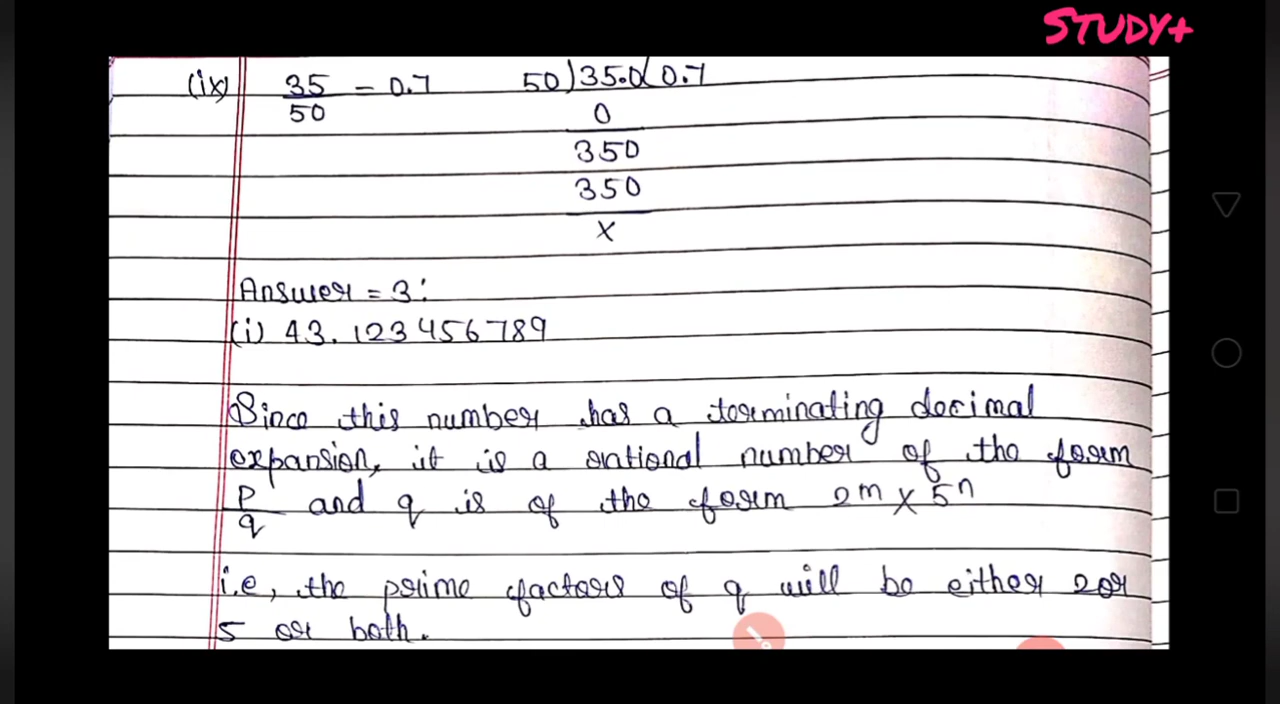 STUDY+
(ix) 35/50 = 0.7 50)35.0(0.7
0
350
350
x
Answer = 3:
(i) 43.123456789
Since this number has a terminating decimal
expansion, it is a rational number of the form
p/q and q is of the form 2^m x 5^n
i.e, the prime factors of q will be either 2 or
5 or both.